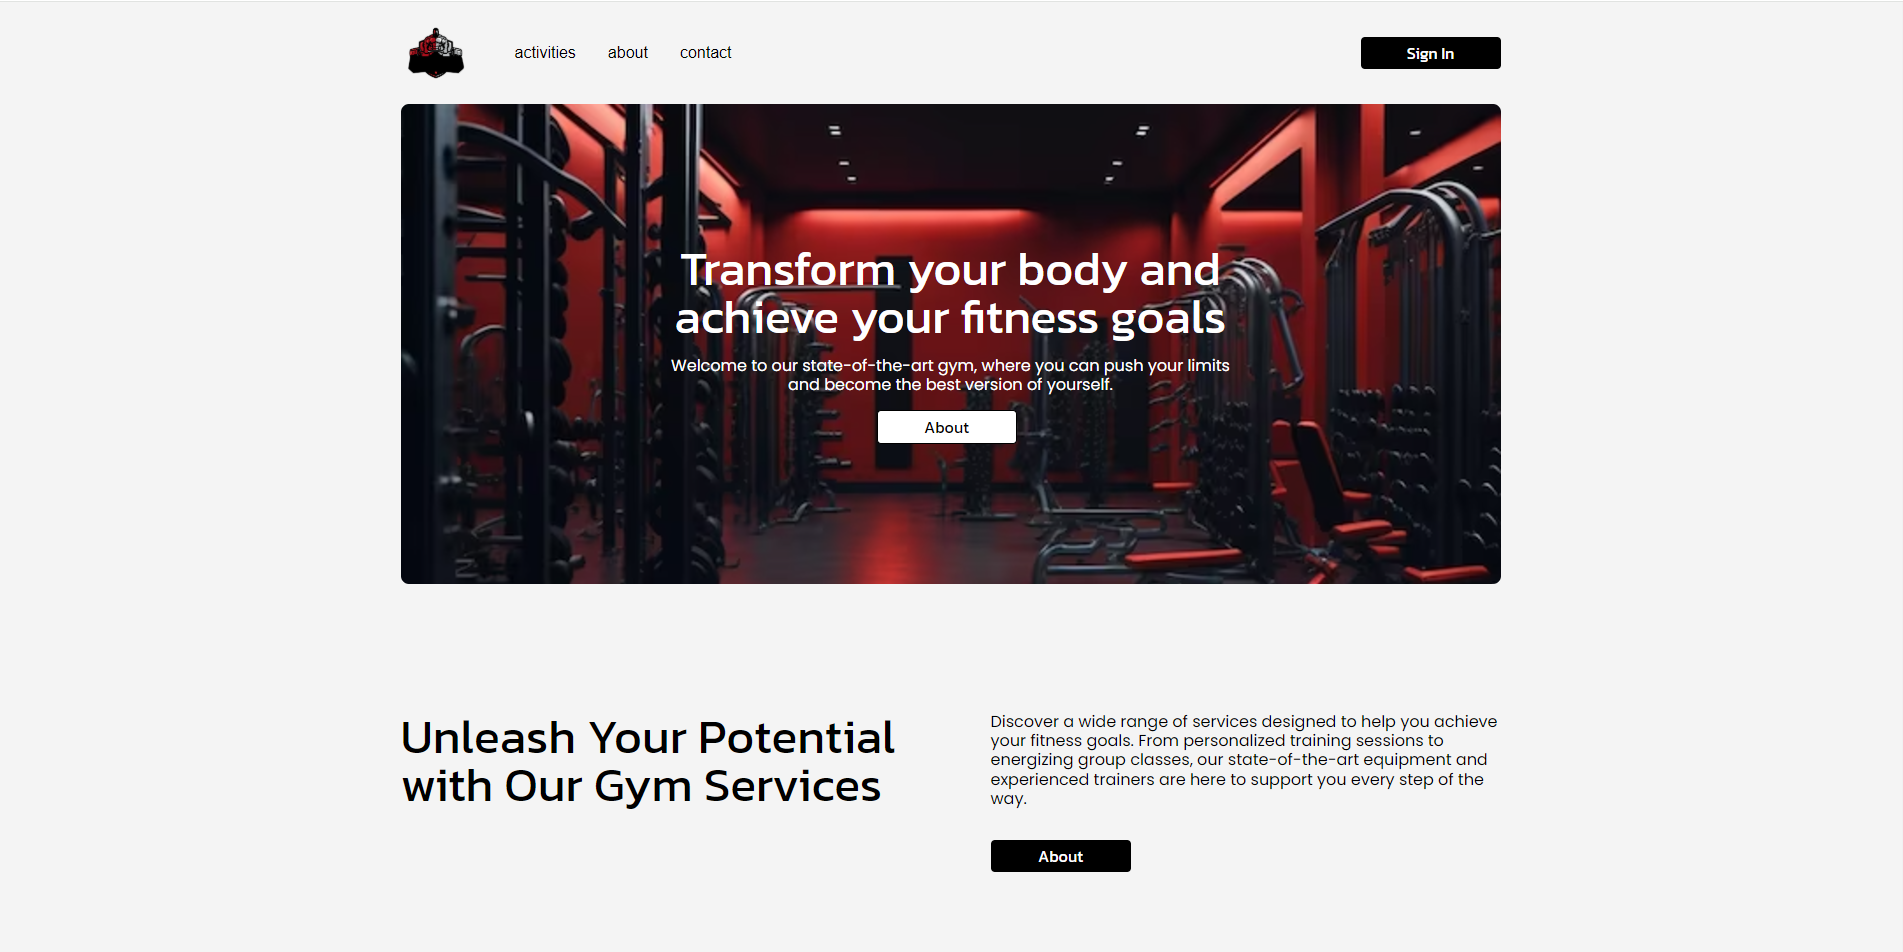 activities about contact Sign In
Transform your body and
achieve your fitness goals
Welcome to our state-of-the-art gym, where you can push your limits
and become the best version of yourself.
About
Unleash Your Potential
with Our Gym Services
Discover a wide range of services designed to help you achieve
your fitness goals. From personalized training sessions to
energizing group classes, our state-of-the-art equipment and
experienced trainers are here to support you every step of the
way.
About